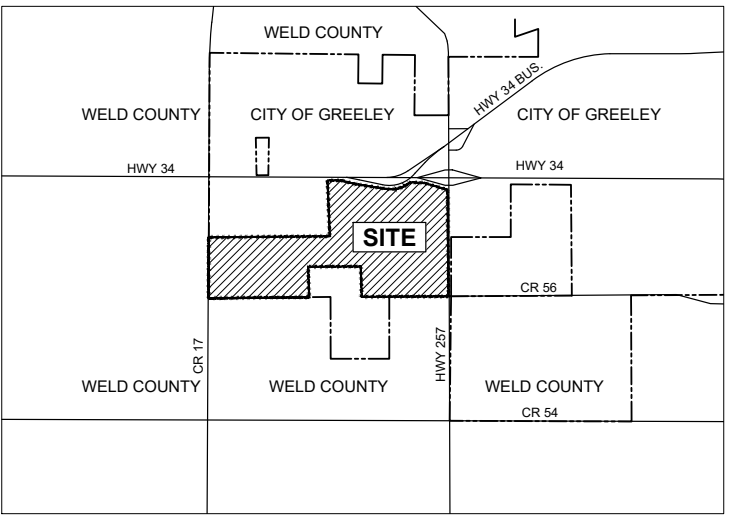 WELD COUNTY
HWY 34 BUS.
WELD COUNTY
CITY OF GREELEY
CITY OF GREELEY
HWY 34
HWY 34
SITE
CR 56
CR 17
HWY 257
WELD COUNTY
WELD COUNTY
WELD COUNTY
CR 54